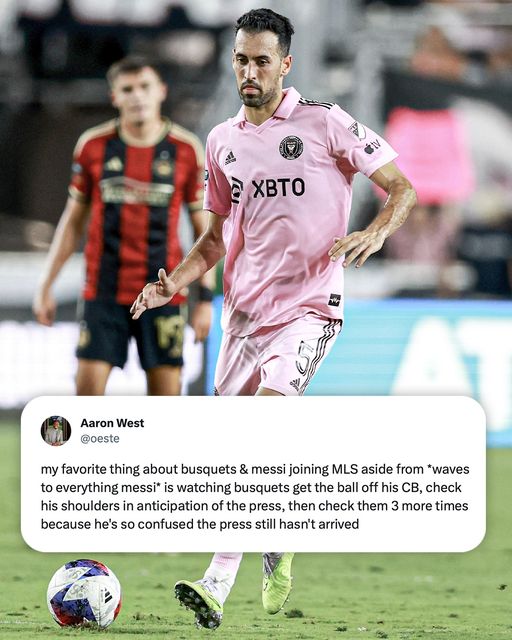 XBTO
5
AT
Aaron West
@oeste
my favorite thing about busquets & messi joining MLS aside from *waves
to everything messi* is watching busquets get the ball off his CB, check
his shoulders in anticipation of the press, then check them 3 more times
because he's so confused the press still hasn't arrived